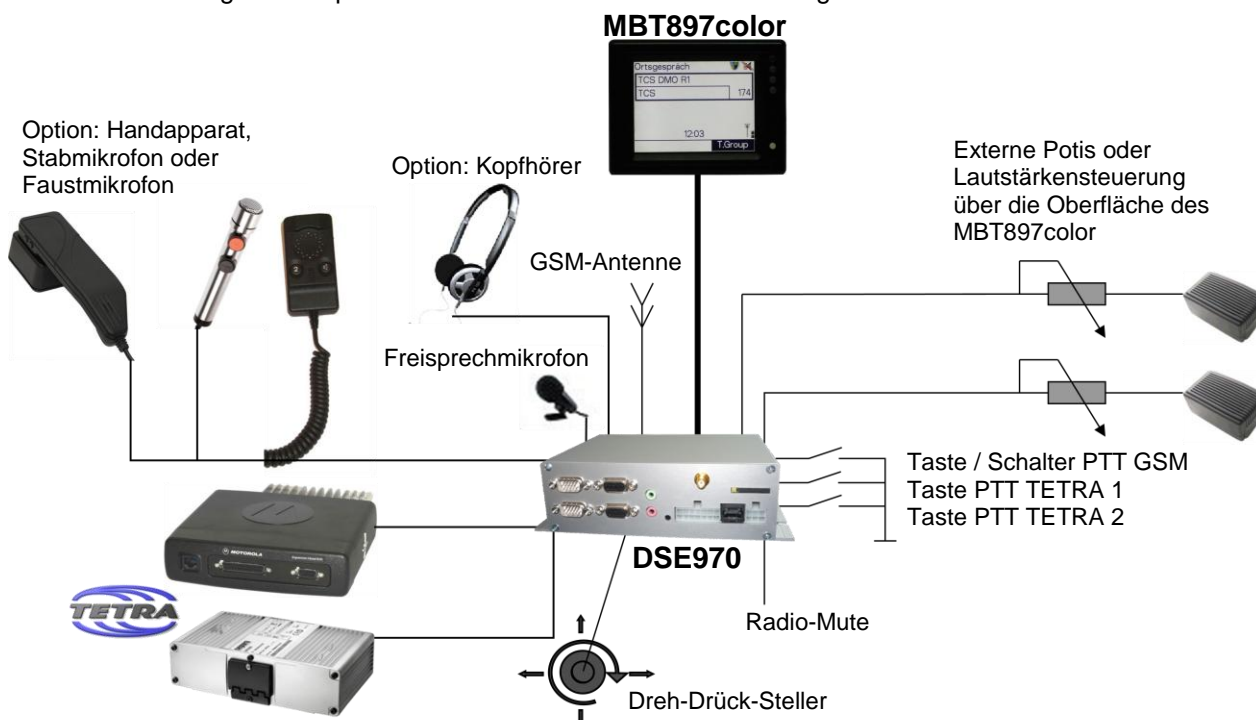 MBT897color
Ortsgespräch
TCS DMO R1
TCS 174
12:03
T.Group
Option: Handapparat,
Stabmikrofon oder
Faustmikrofon
Option: Kopfhörer
GSM-Antenne
Freisprechmikrofon
Externe Potis oder
Lautstärkensteuerung
über die Oberfläche des
MBT897color
Taste / Schalter PTT GSM
Taste PTT TETRA 1
Taste PTT TETRA 2
DSE970
MOTOROLA
TETRA
Radio-Mute
Dreh-Drück-Steller